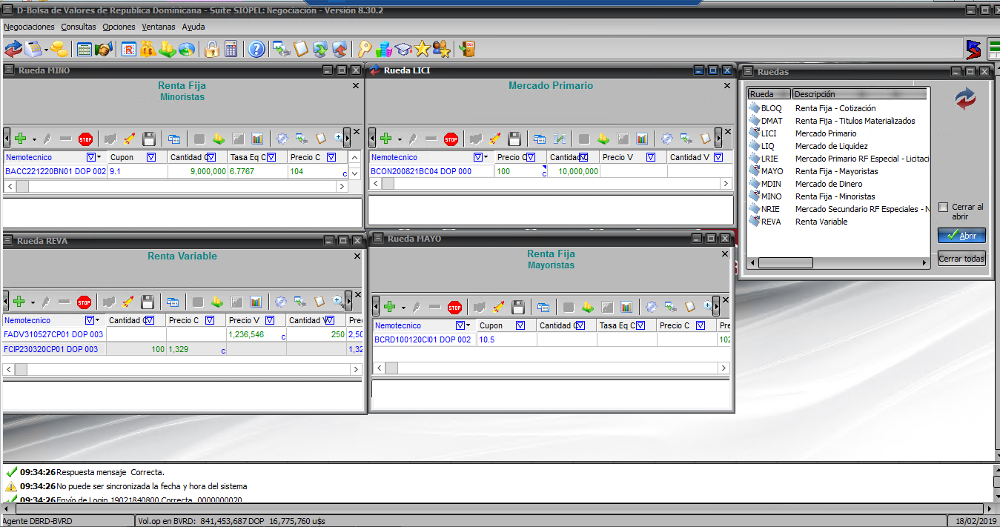 D-Bolsa de Valores de Republica Dominicana - Suite SIOPEL: Negociación - Versión 8.30.2
Negociaciones Consultas Opciones Ventanas Ayuda
Rueda MINO
Renta Fija
Minoristas
STOP
Nemotecnico Cupon Cantidad C Tasa Eq C Precio C
BACC221220BN01 DOP 002 9.1 9,000,000 6.7767 104 c
Rueda LICI
Mercado Primario
STOP
Nemotecnico Precio C Cantidad C Precio V Cantidad V
BCON200821BC04 DOP 000 100 c 10,000,000
Ruedas
Rueda Descripción
BLOQ Renta Fija - Cotización
DMAT Renta Fija - Titulos Materializados
LICI Mercado Primario
LIQ Mercado de Liquidez
LRIE Mercado Primario RF Especial - Licitaci
MAYO Renta Fija - Mayoristas
MDIN Mercado de Dinero
MINO Renta Fija - Minoristas
NRIE Mercado Secundario RF Especiales - N
REVA Renta Variable
Cerrar al
abrir
Abrir
Cerrar todas
Rueda REVA
Renta Variable
STOP
Nemotecnico Cantidad C Precio C Precio V Cantidad V Pre
FADV310527CP01 DOP 003 1,236,546 c 250 2,50
FCIP230320CP01 DOP 003 100 1,329 c 1,32
Rueda MAYO
Renta Fija
Mayoristas
STOP
Nemotecnico Cupon Cantidad C Tasa Eq C Precio C Pre
BCRD100120CI01 DOP 002 10.5 102
09:34:26 Respuesta mensaje Correcta.
09:34:26 No puede ser sincronizada la fecha y hora del sistema
09:34:26 Envío de Login 19021840800 Correcta 0000000020
Agente DBRD-BVRD Vol.op en BVRD: 841,453,687 DOP 16,775,760 u$s 18/02/2019